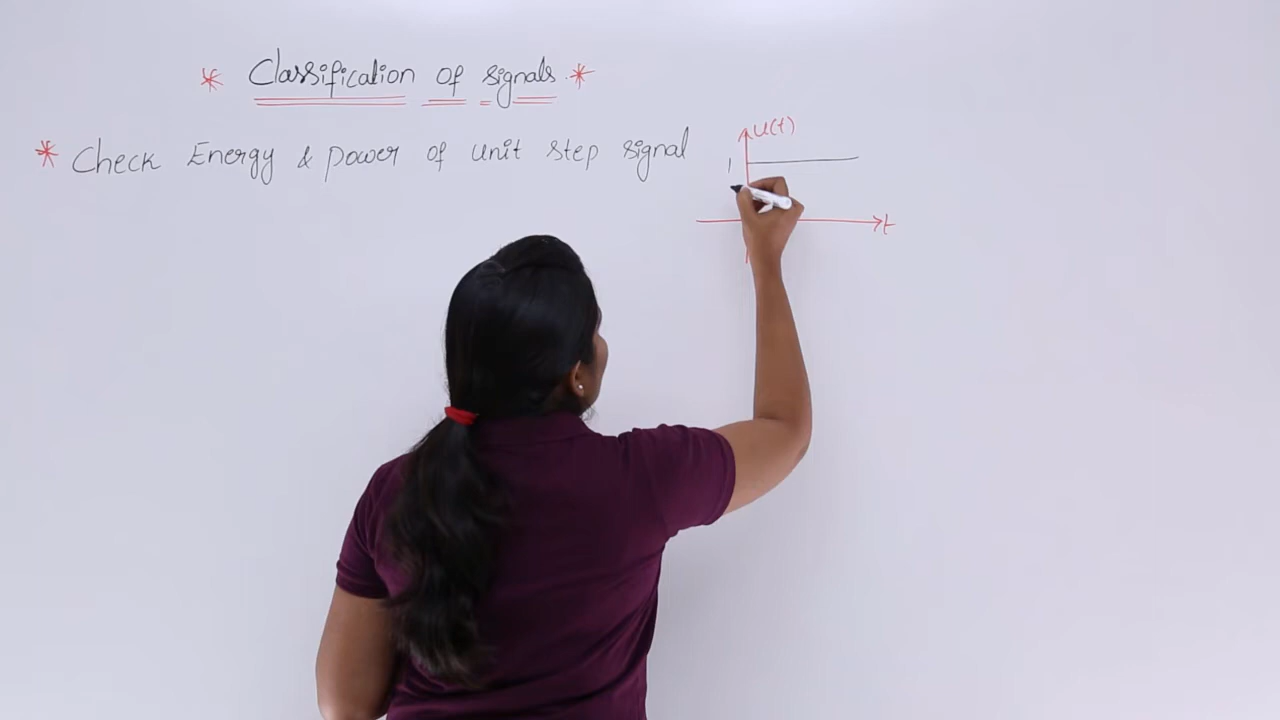 * Classification of signals *
* Check Energy & power of unit step signal
u(t)
1
t